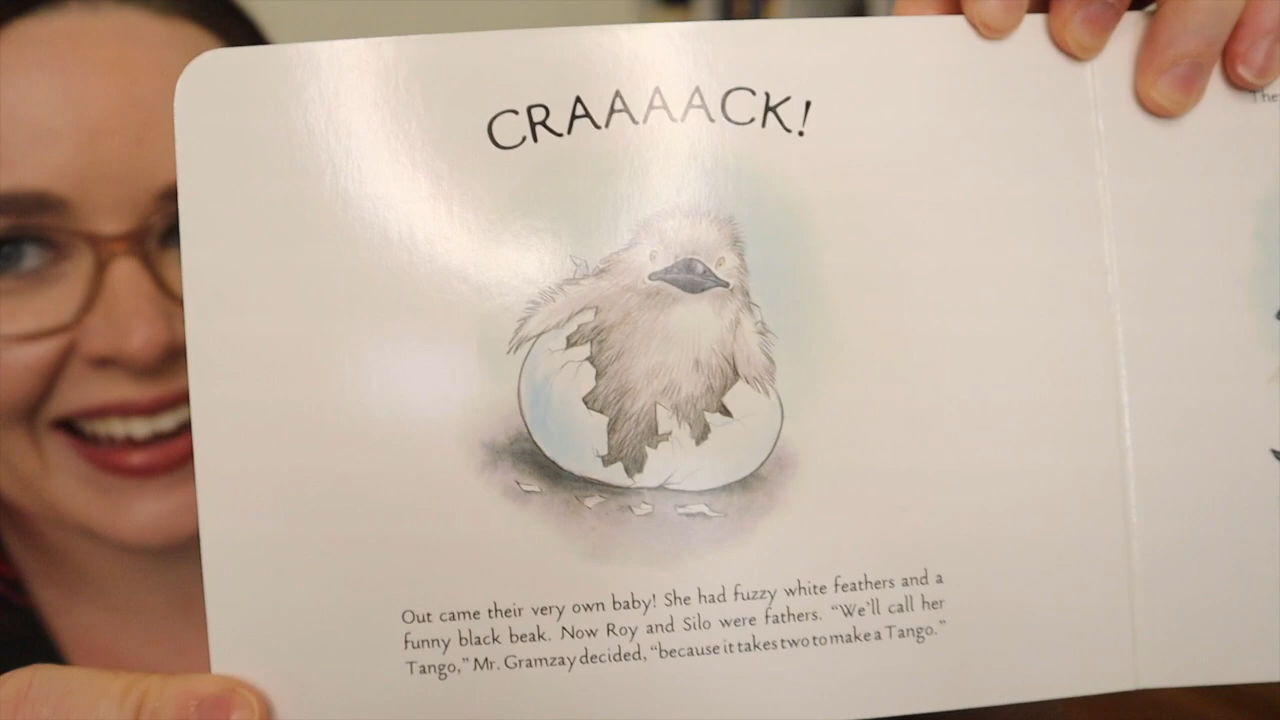 CRAAAACK!
Out came their very own baby! She had fuzzy white feathers and a
funny black beak. Now Roy and Silo were fathers. “We’ll call her
Tango,” Mr. Gramzay decided, “because it takes two to make a Tango.”